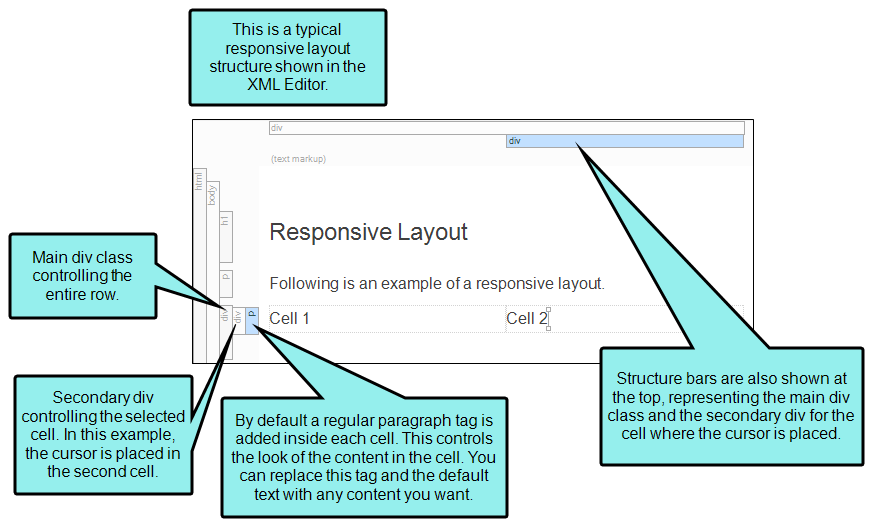 This is a typical
responsive layout
structure shown in the
XML Editor.
div
div
(text markup)
html
body
h1
Responsive Layout
p
Following is an example of a responsive layout.
div
div
p
Cell 1
Cell 2
Main div class
controlling the
entire row.
Secondary div
controlling the selected
cell. In this example,
the cursor is placed in
the second cell.
By default a regular paragraph tag is
added inside each cell. This controls
the look of the content in the cell. You
can replace this tag and the default
text with any content you want.
Structure bars are also shown at
the top, representing the main div
class and the secondary div for the
cell where the cursor is placed.